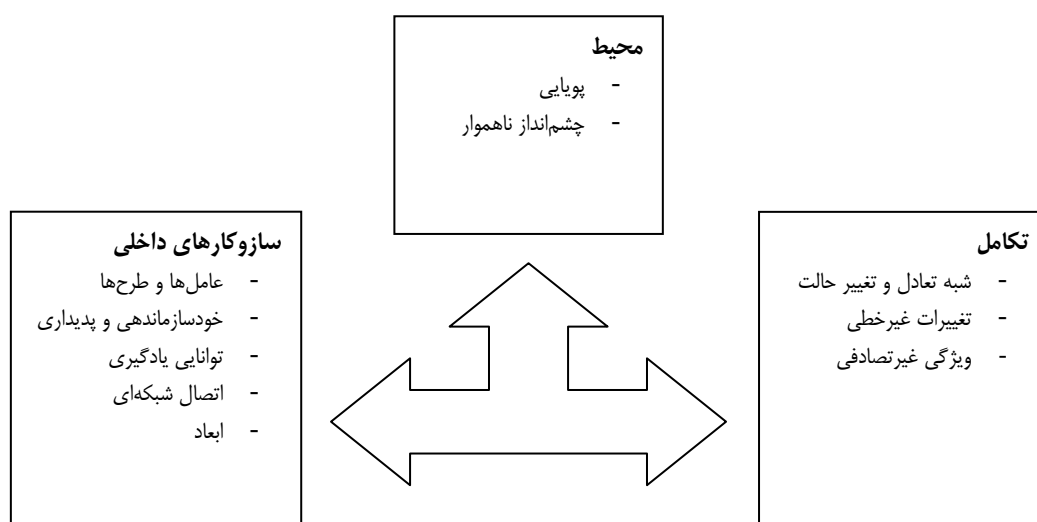 محیط
- پویایی
- چشم‌انداز ناهموار
سازوکارهای داخلی
- عامل‌ها و طرح‌ها
- خودسازماندهی و پدیداری
- توانایی یادگیری
- اتصال شبکه‌ای
- ابعاد
تکامل
- شبه تعادل و تغییر حالت
- تغییرات غیرخطی
- ویژگی غیرتصادفی